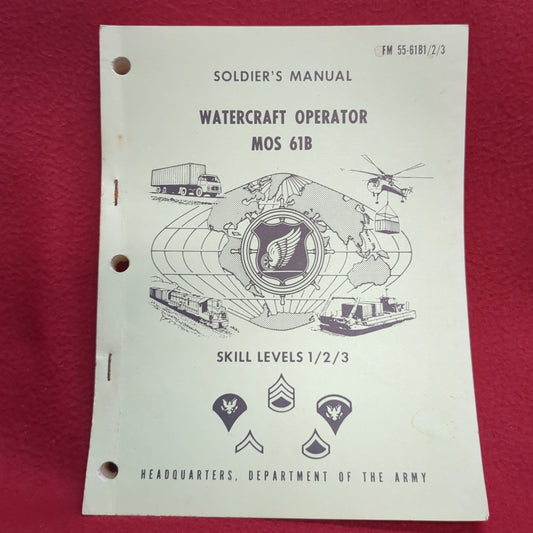 FM 55-61B1/2/3
SOLDIER'S MANUAL
WATERCRAFT OPERATOR
MOS 61B
SKILL LEVELS 1/2/3
HEADQUARTERS, DEPARTMENT OF THE ARMY